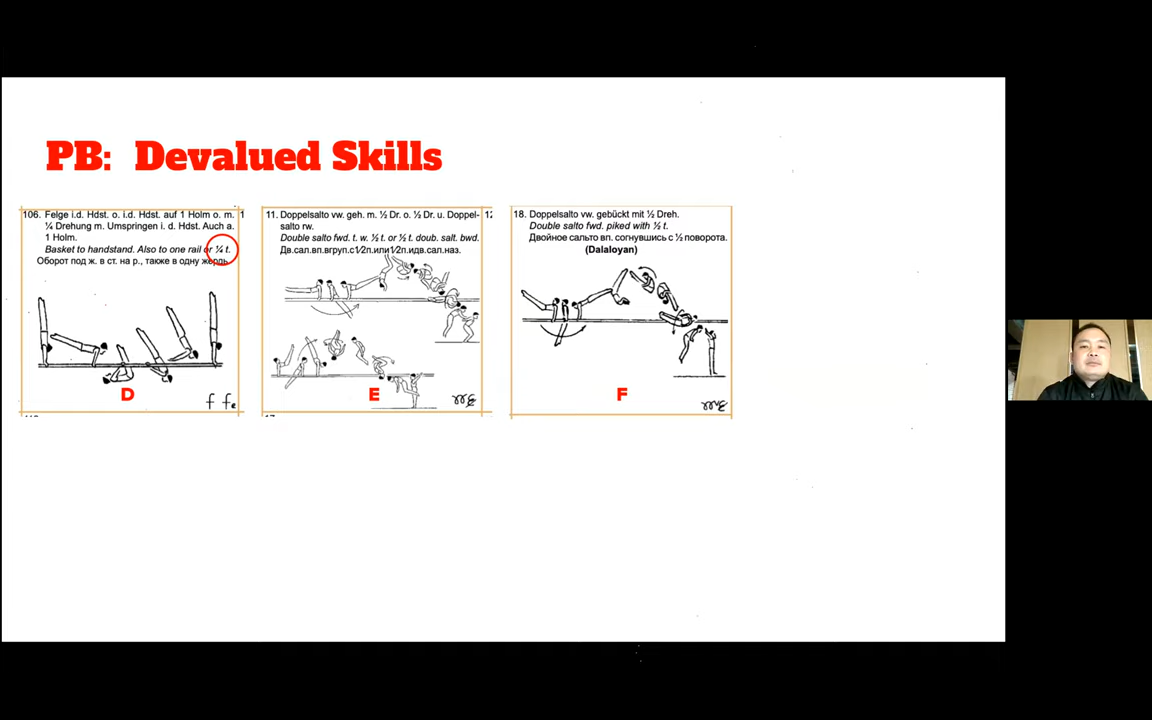 PB: Devalued Skills
106. Felge i.d. Hdst. o. i.d. Hdst. auf 1 Holm o. m.
¼ Drehung m. Umspringen i. d. Hdst. Auch a.
1 Holm.
Basket to handstand. Also to one rail or ¼ t.
Оборот под ж. в ст. на р., также в одну жердь
D
11. Doppelsalto vw. geh. m. ½ Dr. o. ½ Dr. u. Doppel-
salto rw.
Double salto fwd. t. w. ½ t. or ½ t. doub. salt. bwd.
Дв.сал.вп.вгруп.с1⁄2п.или1⁄2п.идв.сал.наз.
E
18. Doppelsalto vw. gebückt mit ½ Dreh.
Double salto fwd. piked with ½ t.
Двойное сальто вп. согнувшись с ½ поворота.
(Dalaloyan)
F